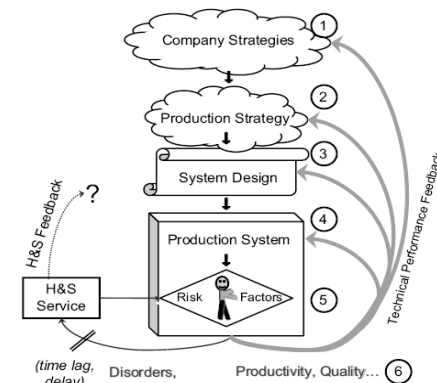 Company Strategies
1
Production Strategy
2
System Design
3
Production System
4
Risk Factors
5
H&S Feedback
?
H&S
Service
Technical Performance Feedback
(time lag,
delay)
Disorders,
Productivity, Quality...
6